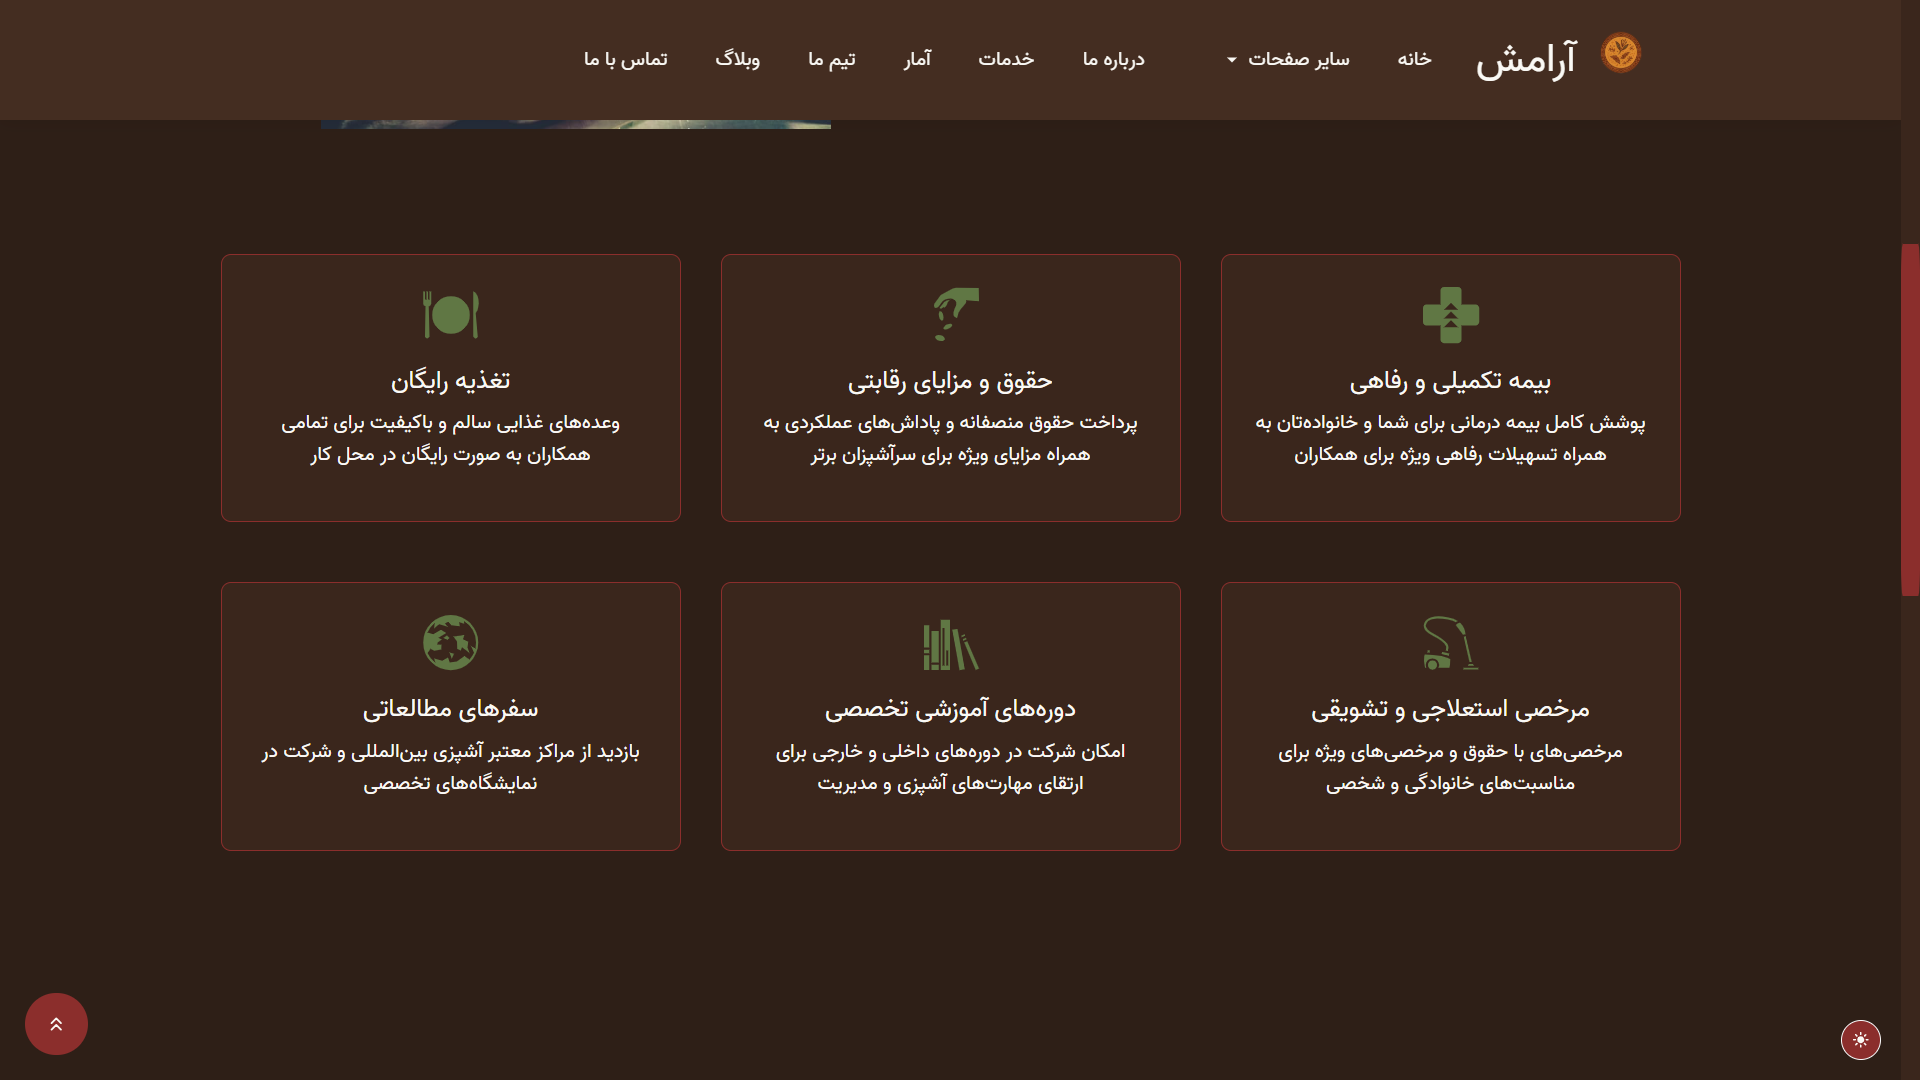 آرامش
خانه
سایر صفحات
درباره ما
خدمات
آمار
تیم ما
وبلاگ
تماس با ما
بیمه تکمیلی و رفاهی
پوشش کامل بیمه درمانی برای شما و خانواده‌تان به
همراه تسهیلات رفاهی ویژه برای همکاران
حقوق و مزایای رقابتی
پرداخت حقوق منصفانه و پاداش‌های عملکردی به
همراه مزایای ویژه برای سرآشپزان برتر
تغذیه رایگان
وعده‌های غذایی سالم و باکیفیت برای تمامی
همکاران به صورت رایگان در محل کار
مرخصی استعلاجی و تشویقی
مرخصی‌های با حقوق و مرخصی‌های ویژه برای
مناسبت‌های خانوادگی و شخصی
دوره‌های آموزشی تخصصی
امکان شرکت در دوره‌های داخلی و خارجی برای
ارتقای مهارت‌های آشپزی و مدیریت
سفرهای مطالعاتی
بازدید از مراکز معتبر آشپزی بین‌المللی و شرکت در
نمایشگاه‌های تخصصی